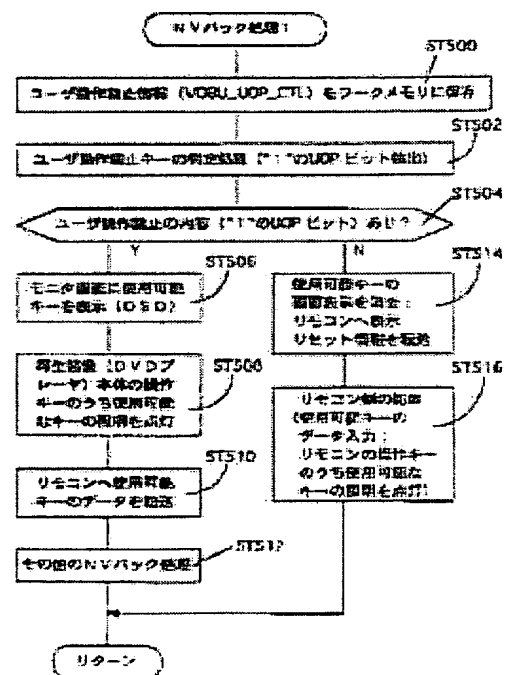 NVパック処理1
ST500
ユーザ操作禁止情報 (VOBU_UOP_CTL) をワークメモリに保存
ST502
ユーザ操作禁止キーの判定処理 ("1"のUOP ビット検出)
ST504
ユーザ操作禁止の内容 ("1"のUOP ビット) あり?
Y
N
ST506
モニタ画面に使用可能
キーを表示 (OSD)
ST508
再生装置 (DVDプ
レーヤ) 本体の操作
キーのうち使用可能
なキーの照明を点灯
ST510
リモコンへ使用可能
キーのデータを転送
ST512
その他のNVパック処理
ST514
使用可能キーの
画面表示を消去:
リモコンへ表示
リセット情報を転送
ST516
リモコン側の処理
(使用可能キーの
データ入力:
リモコンの操作キー
のうち使用可能な
キーの照明を点灯)
リターン